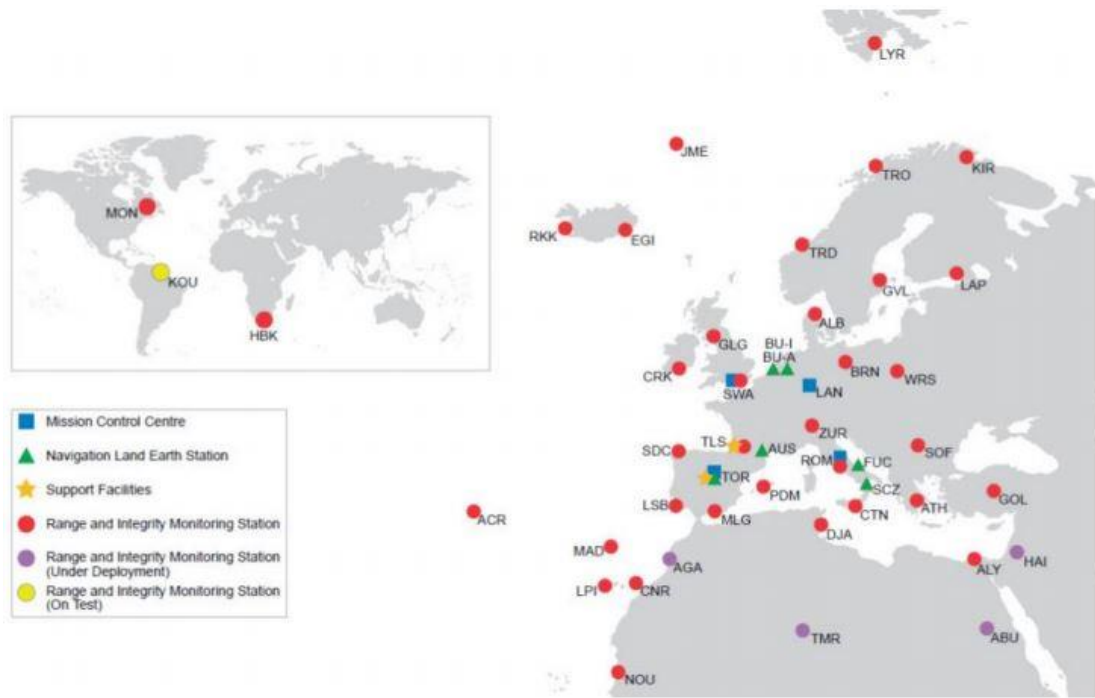 LYR
JME
TRO
KIR
MON
RKK
EGI
TRD
KOU
GVL
LAP
HBK
ALB
GLG
BU-I
BU-A
CRK
BRN
WRS
SWA
LAN
Mission Control Centre
ZUR
TLS
AUS
SDC
SOF
Navigation Land Earth Station
ROM
FUC
TOR
SCZ
Support Facilities
PDM
GOL
LSB
ATH
CTN
ACR
MLG
Range and Integrity Monitoring Station
DJA
MAD
Range and Integrity Monitoring Station
(Under Deployment)
AGA
ALY
HAI
LPI
CNR
Range and Integrity Monitoring Station
(On Test)
TMR
ABU
NOU